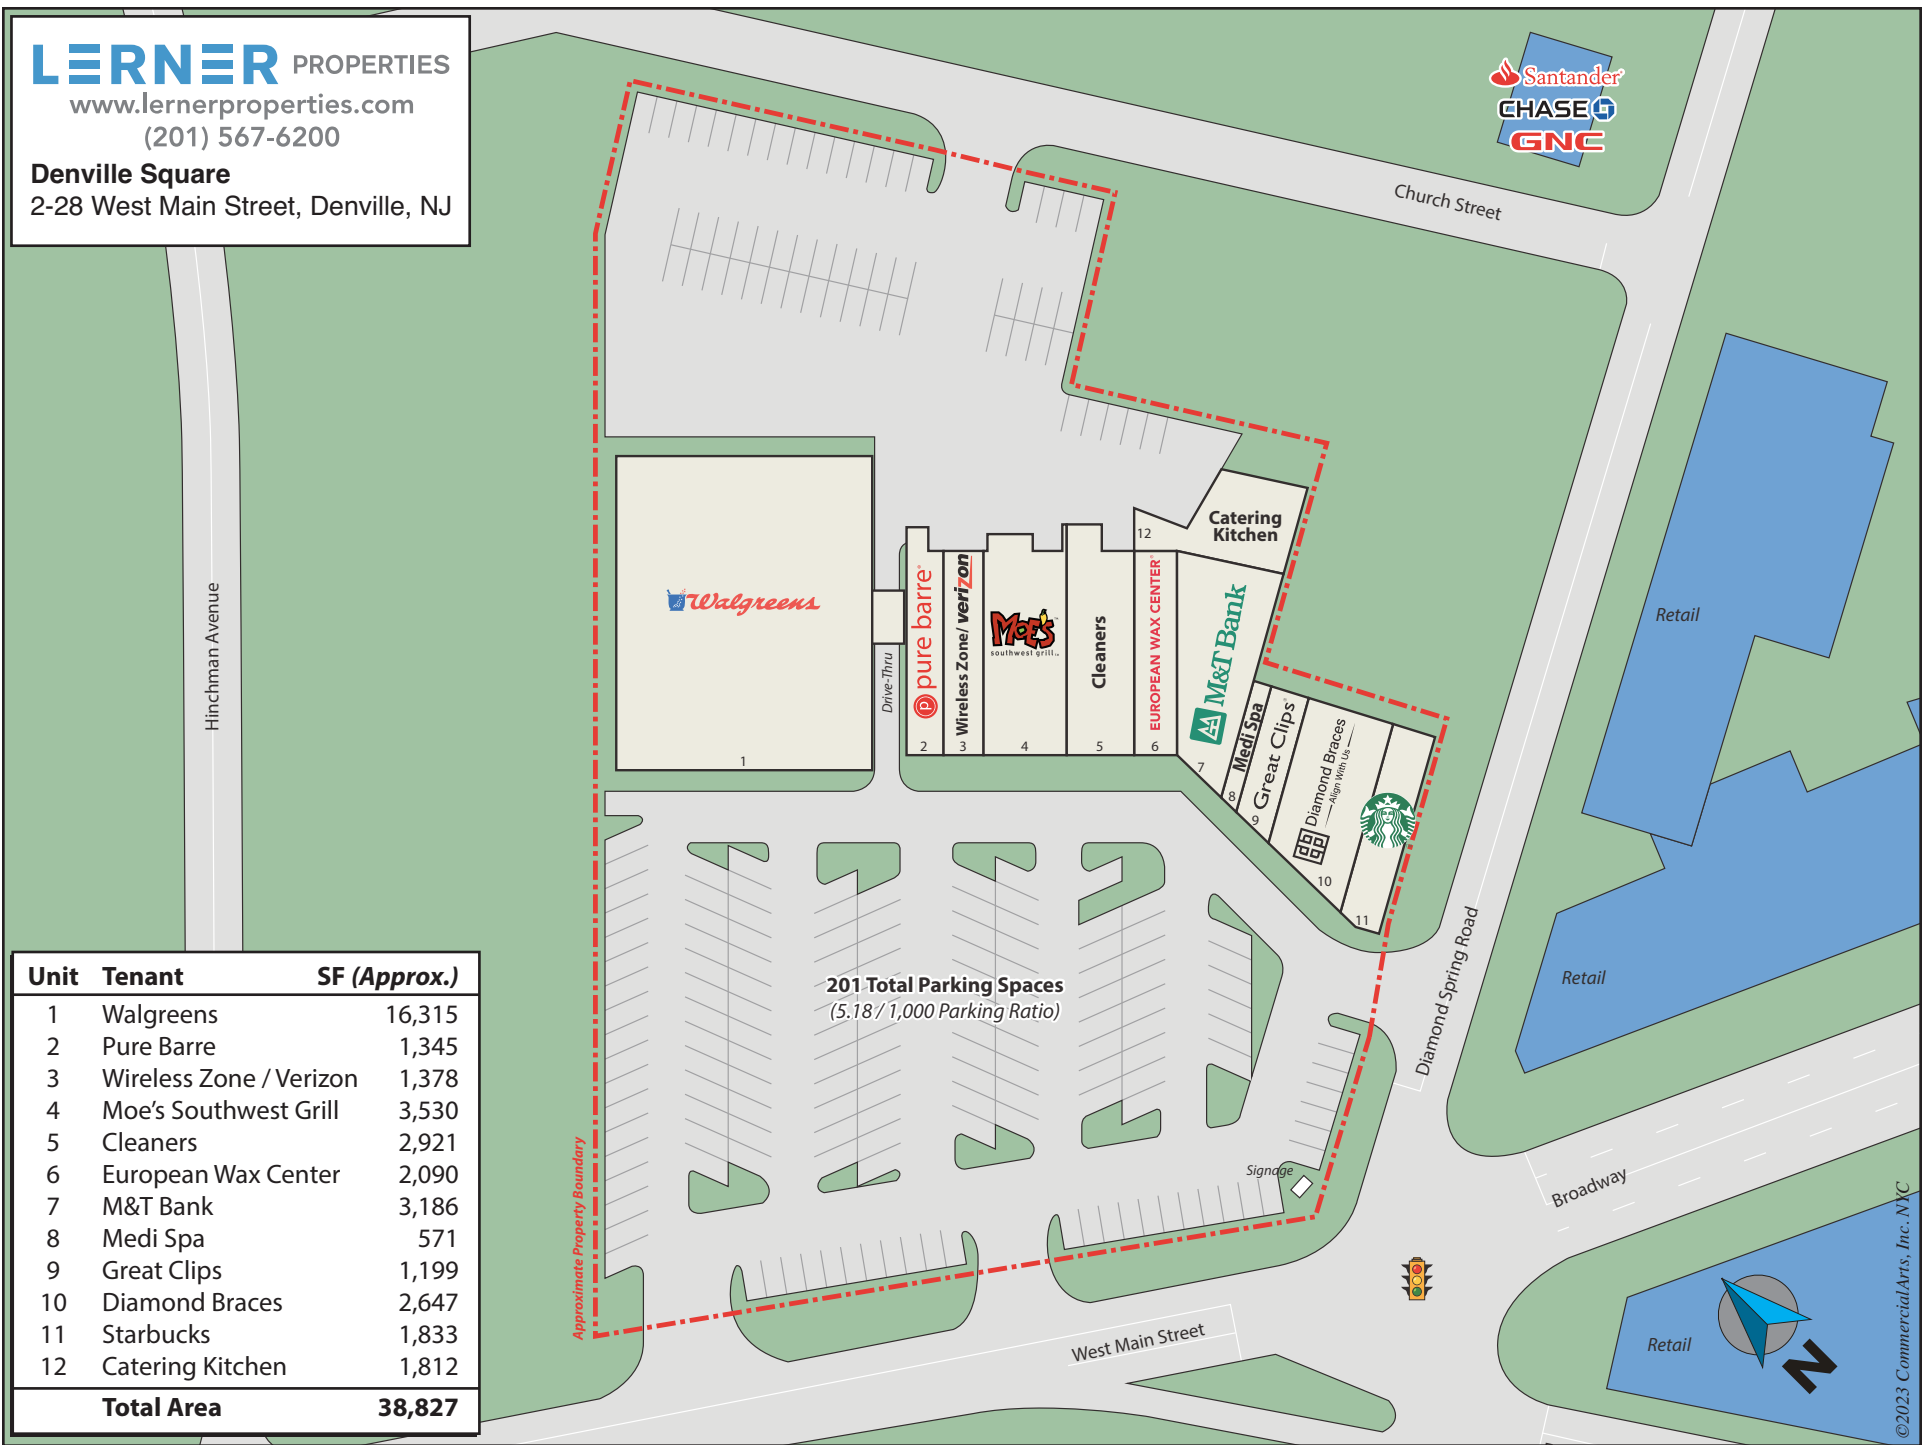 LERNER PROPERTIES
www.lernerproperties.com
(201) 567-6200
Denville Square
2-28 West Main Street, Denville, NJ
Santander
CHASE
GNC
Church Street
Hinchman Avenue
Walgreens
1
Drive-Thru
pure barre
2
Wireless Zone/ verizon
3
MOE'S
southwest grill
4
Cleaners
5
EUROPEAN WAX CENTER
6
12
Catering
Kitchen
M&T Bank
7
Medi Spa
8
Great Clips
9
Diamond Braces
Align With Us
10
11
Retail
Retail
Diamond Spring Road
201 Total Parking Spaces
(5.18 / 1,000 Parking Ratio)
Signage
Broadway
Approximate Property Boundary
West Main Street
Retail
N
©2023 Commercial Arts, Inc. NYC
Unit Tenant SF (Approx.)
1 Walgreens 16,315
2 Pure Barre 1,345
3 Wireless Zone / Verizon 1,378
4 Moe's Southwest Grill 3,530
5 Cleaners 2,921
6 European Wax Center 2,090
7 M&T Bank 3,186
8 Medi Spa 571
9 Great Clips 1,199
10 Diamond Braces 2,647
11 Starbucks 1,833
12 Catering Kitchen 1,812
Total Area 38,827